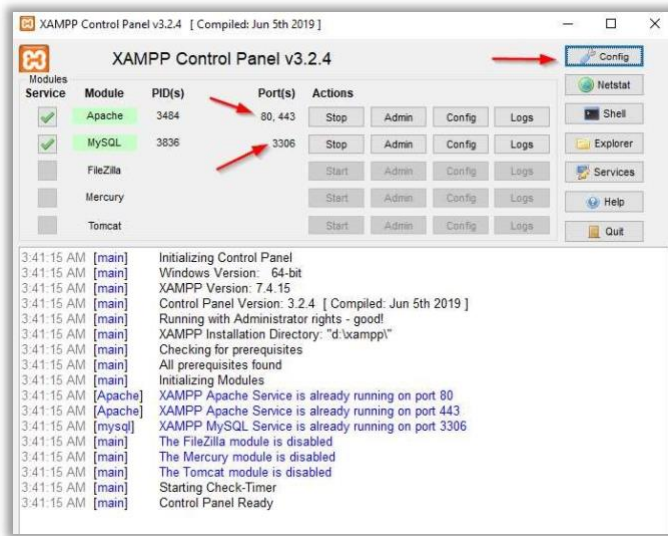 XAMPP Control Panel v3.2.4 [ Compiled: Jun 5th 2019 ]
XAMPP Control Panel v3.2.4
Config
Modules
Service Module PID(s) Port(s) Actions
Netstat
Apache 3484 80, 443 Stop Admin Config Logs
Shell
MySQL 3836 3306 Stop Admin Config Logs
Explorer
FileZilla Start Admin Config Logs
Services
Mercury Start Admin Config Logs
Help
Tomcat Start Admin Config Logs
Quit
3:41:15 AM [main] Initializing Control Panel
3:41:15 AM [main] Windows Version: 64-bit
3:41:15 AM [main] XAMPP Version: 7.4.15
3:41:15 AM [main] Control Panel Version: 3.2.4 [ Compiled: Jun 5th 2019 ]
3:41:15 AM [main] Running with Administrator rights - good!
3:41:15 AM [main] XAMPP Installation Directory: "d:\xampp\"
3:41:15 AM [main] Checking for prerequisites
3:41:15 AM [main] All prerequisites found
3:41:15 AM [main] Initializing Modules
3:41:15 AM [Apache] XAMPP Apache Service is already running on port 80
3:41:15 AM [Apache] XAMPP Apache Service is already running on port 443
3:41:15 AM [mysql] XAMPP MySQL Service is already running on port 3306
3:41:15 AM [main] The FileZilla module is disabled
3:41:15 AM [main] The Mercury module is disabled
3:41:15 AM [main] The Tomcat module is disabled
3:41:15 AM [main] Starting Check-Timer
3:41:15 AM [main] Control Panel Ready